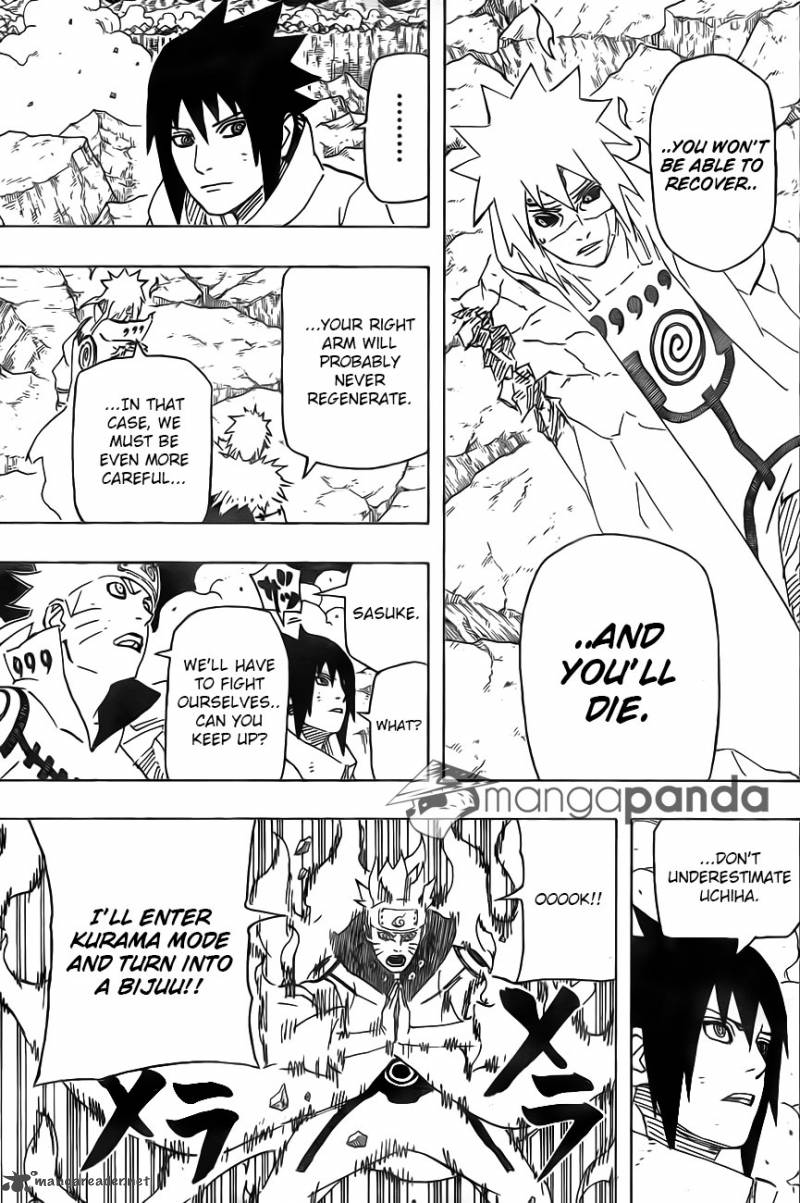 ..YOU WON'T
BE ABLE TO
RECOVER..
..AND
YOU'LL
DIE.
.........
...YOUR RIGHT
ARM WILL
PROBABLY
NEVER
REGENERATE.
...IN THAT
CASE, WE
MUST BE
EVEN MORE
CAREFUL...
SASUKE.
WHAT?
WE'LL HAVE
TO FIGHT
OURSELVES..
CAN YOU
KEEP UP?
mangapanda
...DON'T
UNDERESTIMATE
UCHIHA.
OOOOK!!
I'LL ENTER
KURAMA MODE
AND TURN INTO
A BIJUU!!
メラ
メラ
mangareader.net